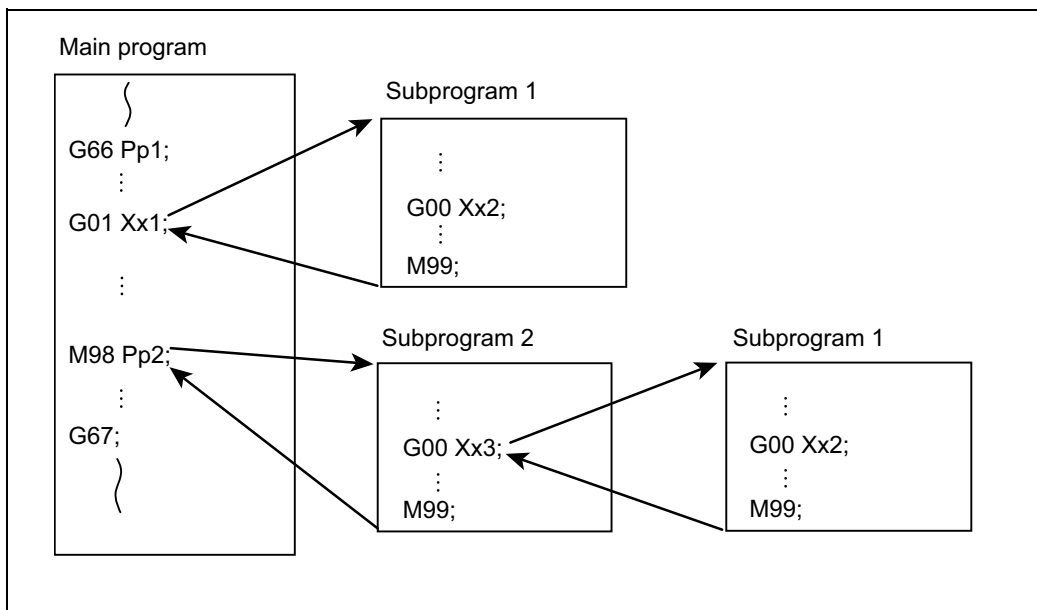 Main program
G66 Pp1;
⋮
G01 Xx1;
⋮
M98 Pp2;
⋮
G67;
Subprogram 1
⋮
G00 Xx2;
⋮
M99;
Subprogram 2
⋮
G00 Xx3;
⋮
M99;
Subprogram 1
⋮
G00 Xx2;
⋮
M99;